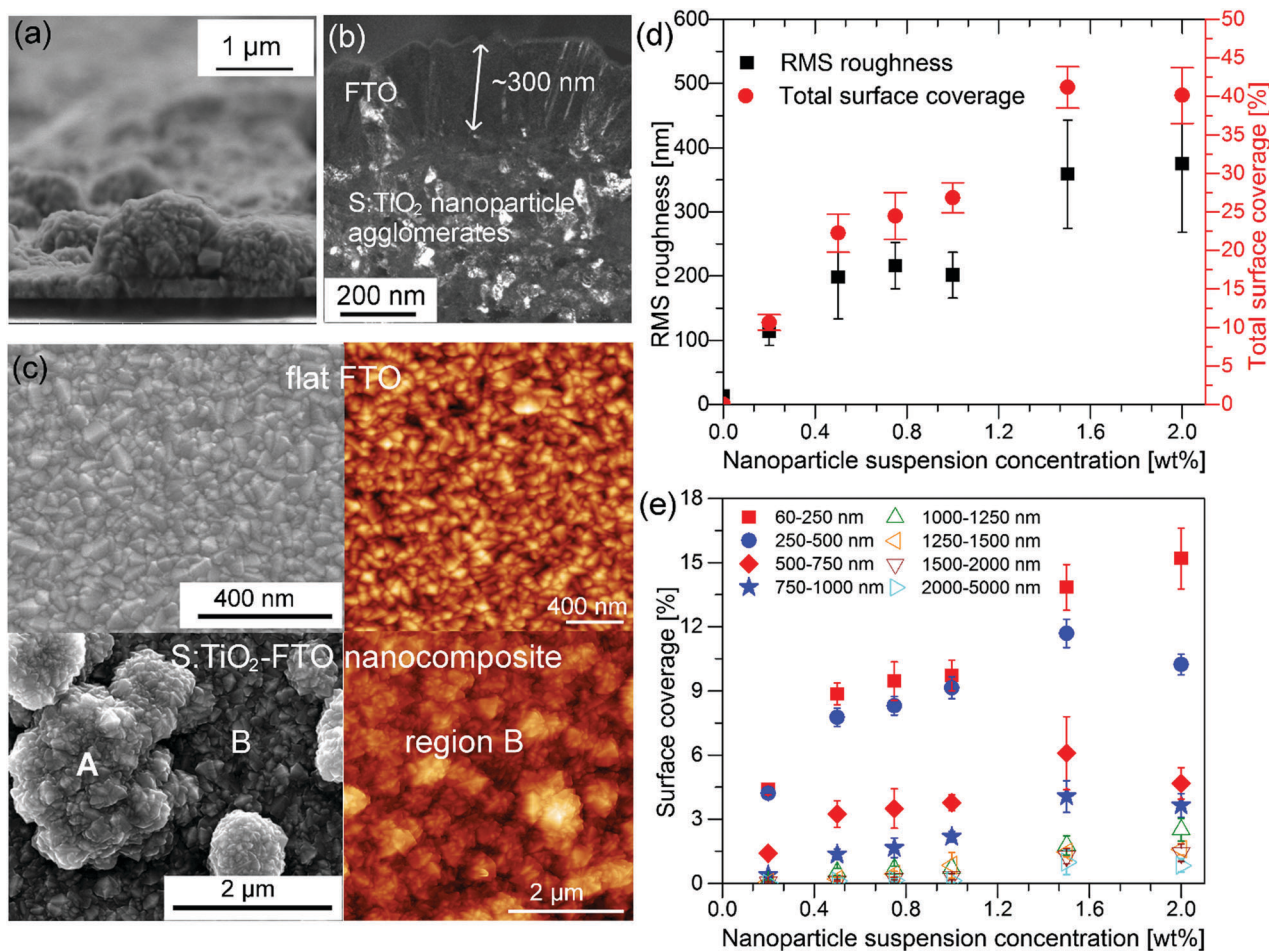 (a)
1 µm
(b)
~300 nm
FTO
S:TiO₂ nanoparticle
agglomerates
200 nm
(c)
flat FTO
400 nm
400 nm
S:TiO₂-FTO nanocomposite
A
B
region B
2 µm
2 µm
(d)
600
500
400
300
200
100
0
RMS roughness [nm]
RMS roughness
Total surface coverage
50
45
40
35
30
25
20
15
10
5
0
Total surface coverage [%]
0.0 0.4 0.8 1.2 1.6 2.0
Nanoparticle suspension concentration [wt%]
(e)
18
15
12
9
6
3
0
Surface coverage [%]
60-250 nm
250-500 nm
500-750 nm
750-1000 nm
1000-1250 nm
1250-1500 nm
1500-2000 nm
2000-5000 nm
0.0 0.4 0.8 1.2 1.6 2.0
Nanoparticle suspension concentration [wt%]